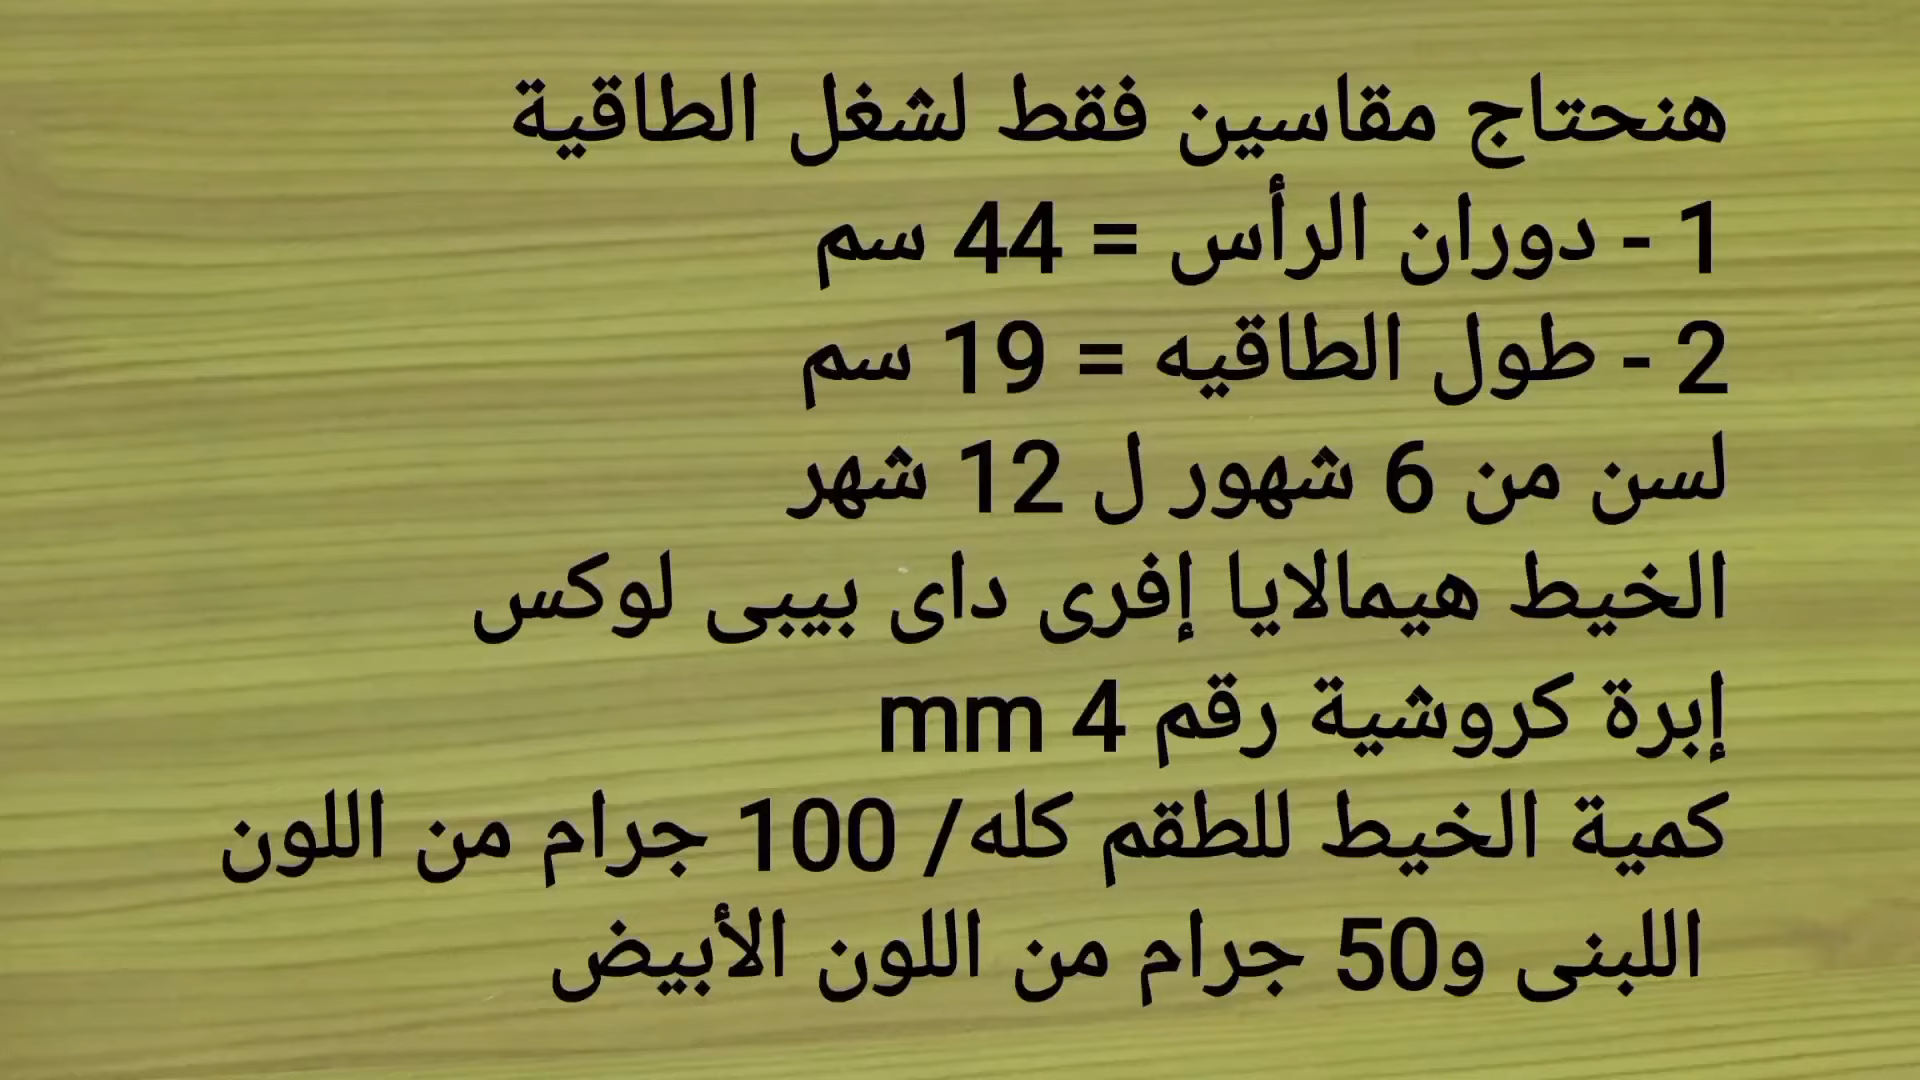 هنحتاج مقاسين فقط لشغل الطاقية
1 - دوران الرأس = 44 سم
2 - طول الطاقيه = 19 سم
لسن من 6 شهور ل 12 شهر
الخيط هيمالايا إفرى داى بيبى لوكس
إبرة كروشية رقم 4 mm
كمية الخيط للطقم كله/ 100 جرام من اللون
اللبنى و50 جرام من اللون الأبيض